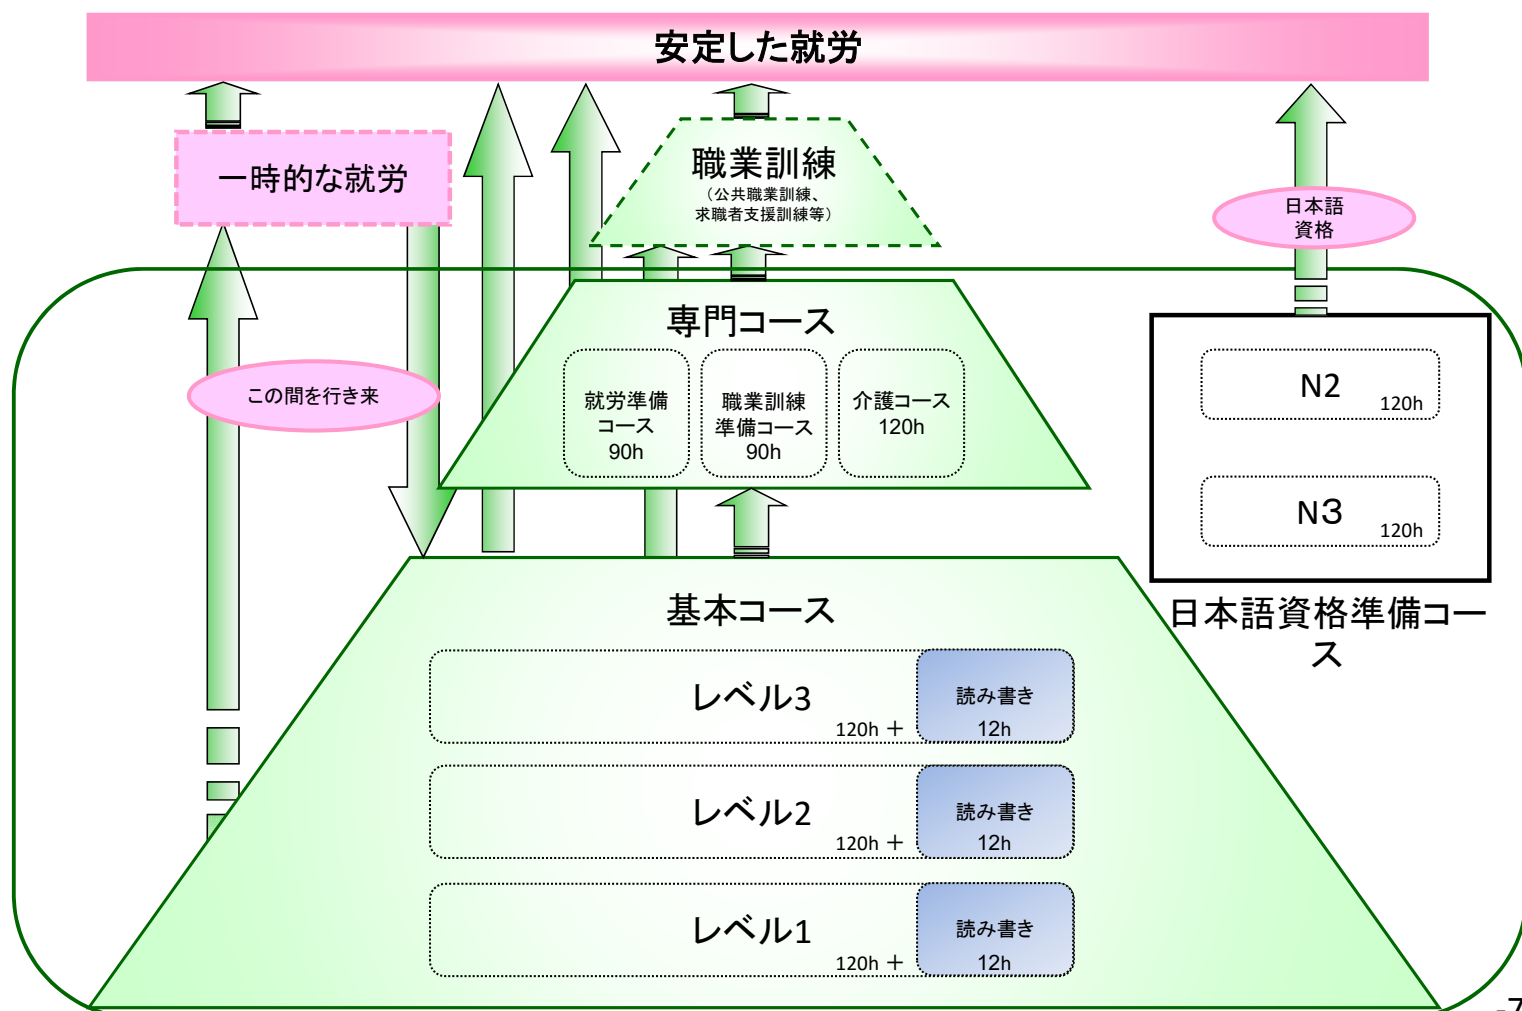 安定した就労
一時的な就労
職業訓練
（公共職業訓練、
求職者支援訓練等）
日本語
資格
この間を行き来
専門コース
就労準備
コース
90h
職業訓練
準備コース
90h
介護コース
120h
N2
120h
N3
120h
日本語資格準備コー
ス
基本コース
レベル3
120h ＋
読み書き
12h
レベル2
120h ＋
読み書き
12h
レベル1
120h ＋
読み書き
12h
-7